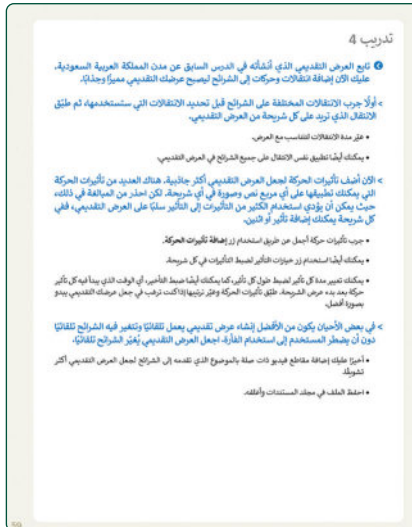 تدريب 4
تابع العرض التقديمي الذي أنشأته في الدرس السابق عن مدن المملكة العربية السعودية.
عليك الآن إضافة انتقالات وحركات إلى الشرائح ليصبح عرضك التقديمي مميزًا وجذابًا.
> أولًا جرب الانتقالات المختلفة على الشرائح قبل تحديد الانتقالات التي ستستخدمها، ثم طبّق
الانتقال الذي تريد على كل شريحة من العرض التقديمي.
• غيّر مدة الانتقالات لتتناسب مع العرض.
• يمكنك أيضًا تطبيق نفس الانتقال على جميع الشرائح في العرض التقديمي.
> الآن أضف تأثيرات الحركة لجعل العرض التقديمي أكثر جاذبية. هناك العديد من تأثيرات الحركة
التي يمكنك تطبيقها على أي مربع نص وصورة في أي شريحة. لكن احذر من المبالغة في ذلك،
حيث يمكن أن يؤدي استخدام الكثير من التأثيرات إلى التأثير سلبًا على العرض التقديمي، ففي
كل شريحة يمكنك إضافة تأثير أو اثنين.
• جرب تأثيرات حركة أجمل عن طريق استخدام زر إضافة تأثيرات الحركة.
• يمكنك أيضًا استخدام زر خيارات التأثير لضبط التأثيرات في كل شريحة.
• يمكنك تغيير مدة كل تأثير لضبط طول كل تأثير، كما يمكنك أيضًا ضبط التأخير، أي الوقت الذي يبدأ فيه كل تأثير
حركة بعد بدء عرض الشريحة. طبّق تأثيرات الحركة وغيّر ترتيبها إذا كنت ترغب في جعل عرضك التقديمي يبدو
بصورة أفضل.
> في بعض الأحيان يكون من الأفضل إنشاء عرض تقديمي يعمل تلقائيًا وتتغير فيه الشرائح تلقائيًا
دون أن يضطر المستخدم إلى استخدام الفأرة. اجعل العرض التقديمي يُغيّر الشرائح تلقائيًا.
• أخيرًا عليك إضافة مقاطع فيديو ذات صلة بالموضوع الذي تقدمه إلى الشرائح لجعل العرض التقديمي أكثر
تشويقًا.
• احفظ الملف في مجلد المستندات وأغلقه.